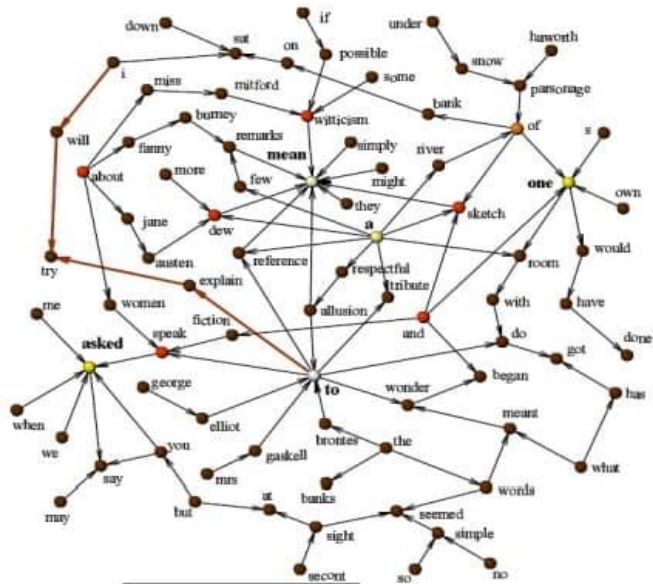 if
under
down
sat
on
possible
haworth
snow
i
some
parsonage
miss
mitford
bank
witticism
of
burney
will
remarks
simply
river
s
fanny
mean
about
more
might
one
few
they
sketch
own
a
jane
dew
would
austen
reference
respectful
room
try
explain
tribute
with
have
me
women
allusion
fiction
and
do
done
asked
speak
got
to
began
george
wonder
has
when
elliot
meant
we
brontes
the
you
gaskell
what
say
mrs
banks
words
may
but
at
seemed
sight
simple
secont
so
no